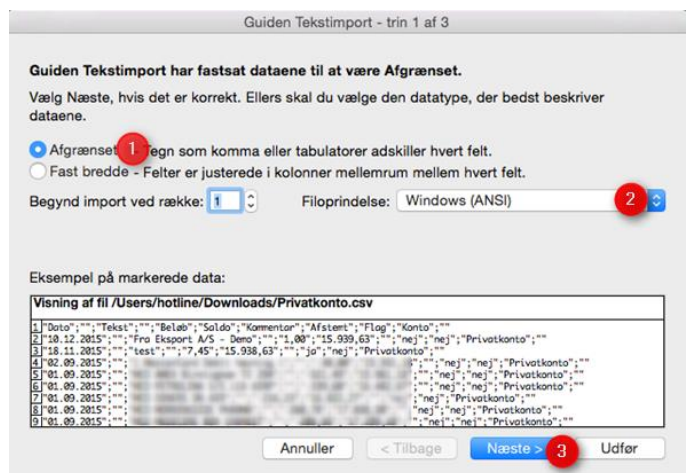 Guiden Tekstimport - trin 1 af 3
Guiden Tekstimport har fastsat dataene til at være Afgrænset.
Vælg Næste, hvis det er korrekt. Ellers skal du vælge den datatype, der bedst beskriver
dataene.
Afgrænset 1 - Tegn som komma eller tabulatorer adskiller hvert felt.
Fast bredde - Felter er justerede i kolonner mellemrum mellem hvert felt.
Begynd import ved række: 1 Filoprindelse: Windows (ANSI) 2
Eksempel på markerede data:
Visning af fil /Users/hotline/Downloads/Privatkonto.csv
1 "Dato";"";"Tekst";"";"Beløb";"Saldo";"Kommentar";"Afstemt";"Flag";"Konto";""
2 "10.12.2015";"";"Fra Eksport A/S - Demo";"";"1,00";"15.939,63";"";"nej";"nej";"Privatkonto";""
3 "18.11.2015";"";"test";"";"7,45";"15.938,63";"";"ja";"nej";"Privatkonto";""
4 "02.09.2015";""; ;"nej";"nej";"Privatkonto";""
5 "01.09.2015";""; "nej";"nej";"Privatkonto";""
6 "01.09.2015";""; ;"nej";"nej";"Privatkonto";""
7 "01.09.2015";""; "nej";"nej";"Privatkonto";""
8 "01.09.2015";""; "nej";"nej";"Privatkonto";""
9 "01.09.2015";""; ;"nej";"nej";"Privatkonto";""
Annuller < Tilbage Næste > 3 Udfør